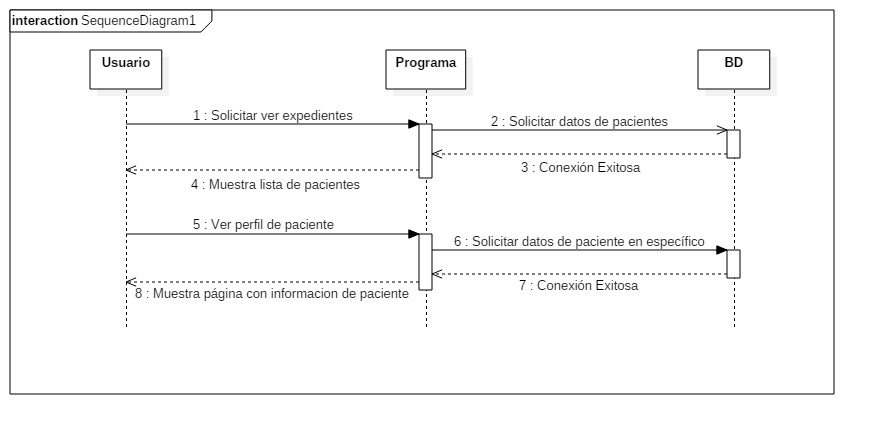 interaction SequenceDiagram1
Usuario
Programa
BD
1 : Solicitar ver expedientes
2 : Solicitar datos de pacientes
3 : Conexión Exitosa
4 : Muestra lista de pacientes
5 : Ver perfil de paciente
6 : Solicitar datos de paciente en específico
7 : Conexión Exitosa
8 : Muestra página con informacion de paciente